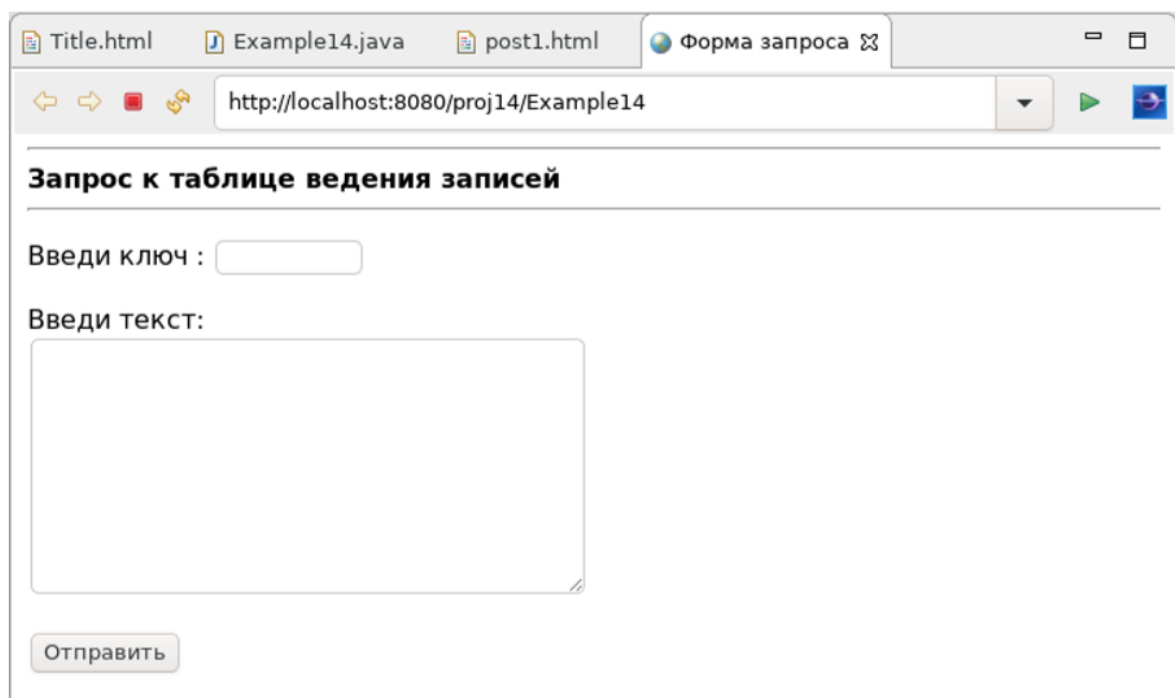 Title.html Example14.java post1.html Форма запроса
http://localhost:8080/proj14/Example14
Запрос к таблице ведения записей
Введи ключ :
Введи текст:
Отправить